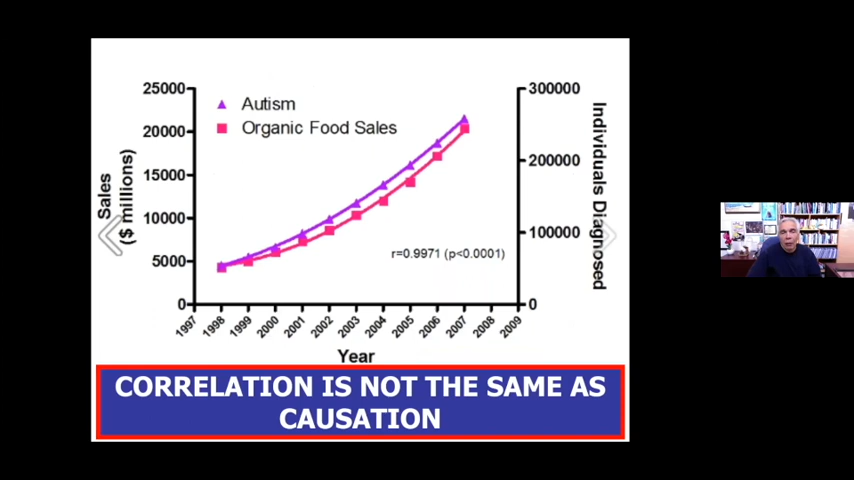 25000
20000
15000
10000
5000
0
Sales
($ millions)
Autism
Organic Food Sales
r=0.9971 (p<0.0001)
300000
200000
100000
0
Individuals Diagnosed
1997
1998
1999
2000
2001
2002
2003
2004
2005
2006
2007
2008
2009
Year
CORRELATION IS NOT THE SAME AS
CAUSATION